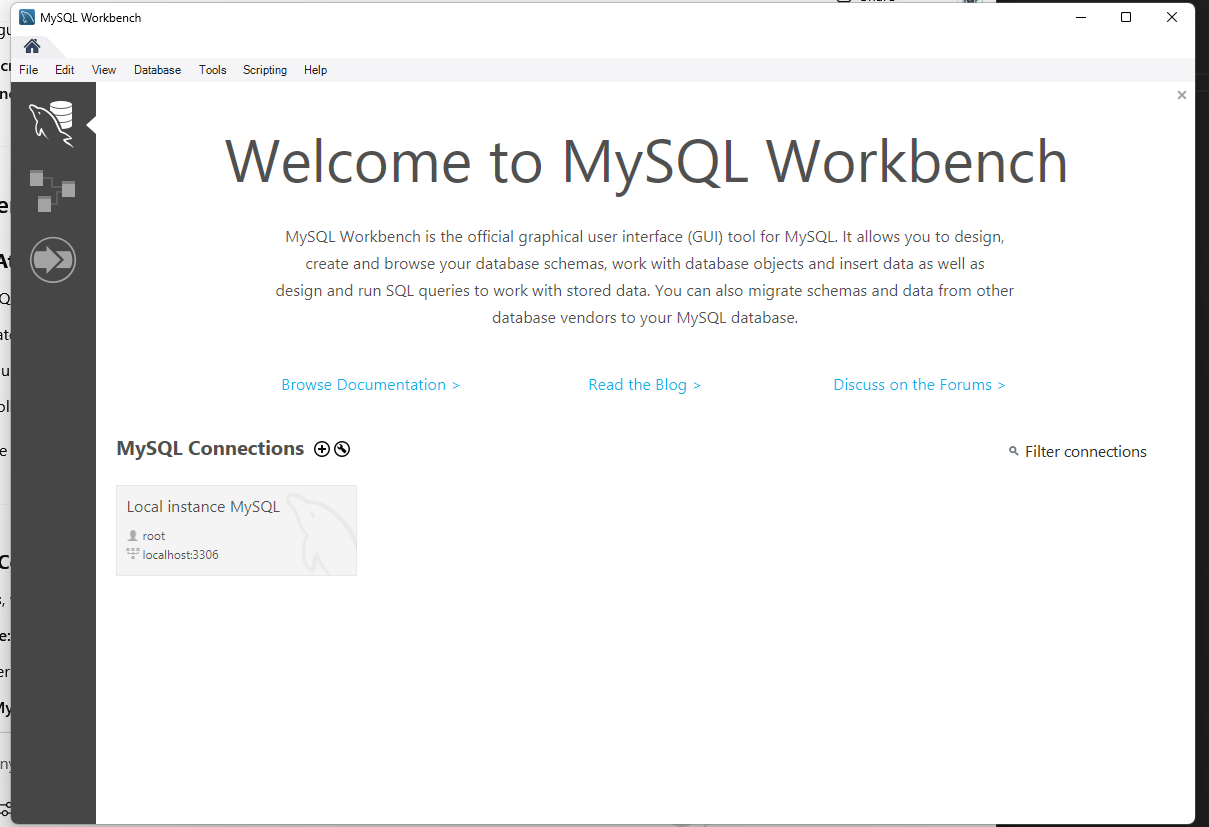 MySQL Workbench
File Edit View Database Tools Scripting Help
Welcome to MySQL Workbench
MySQL Workbench is the official graphical user interface (GUI) tool for MySQL. It allows you to design,
create and browse your database schemas, work with database objects and insert data as well as
design and run SQL queries to work with stored data. You can also migrate schemas and data from other
database vendors to your MySQL database.
Browse Documentation >
Read the Blog >
Discuss on the Forums >
MySQL Connections
Filter connections
Local instance MySQL
root
localhost:3306